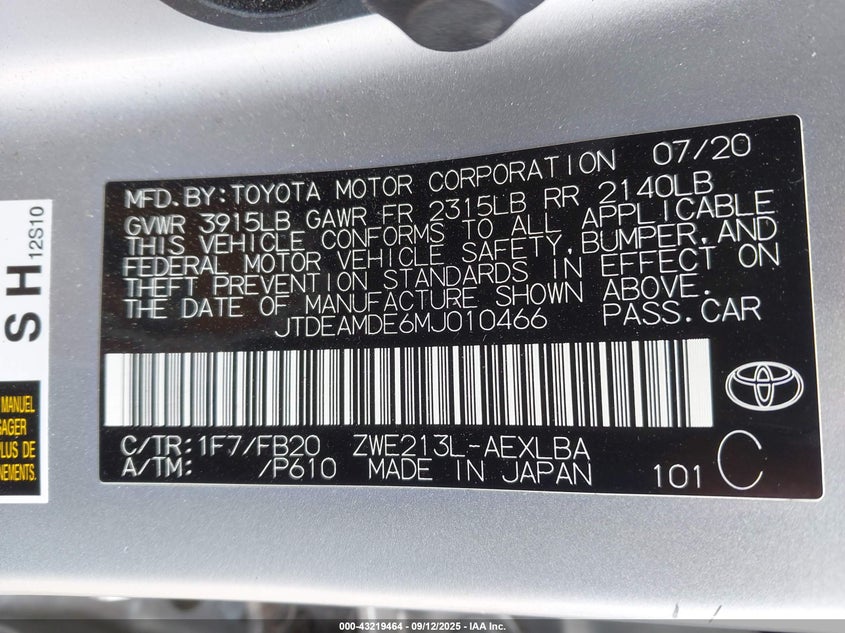 MFD.BY:TOYOTA MOTOR CORPORATION 07/20
GVWR 3915LB GAWR FR 2315LB RR 2140LB
THIS VEHICLE CONFORMS TO ALL APPLICABLE
FEDERAL MOTOR VEHICLE SAFETY,BUMPER,AND
THEFT PREVENTION STANDARDS IN EFFECT ON
THE DATE OF MANUFACTURE SHOWN ABOVE.
JTDEAMDE6MJ010466 PASS.CAR
C/TR:1F7/FB20 ZWE213L-AEXLBA
A/TM: /P610 MADE IN JAPAN 101 C
SH
12S10
MANUEL
SAGER
PLUS DE
NEMENTS.
000-43219464 - 09/12/2025 - IAA Inc.